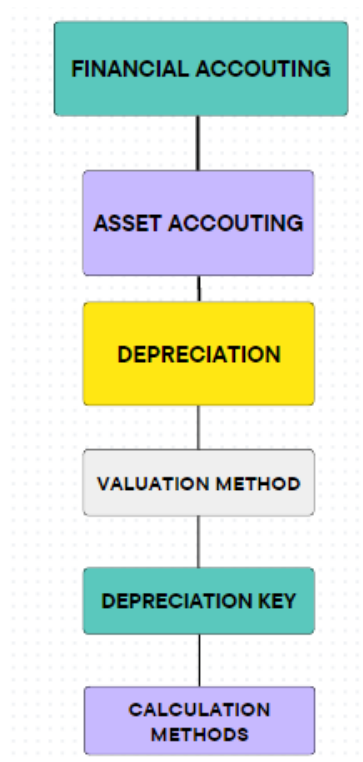 FINANCIAL ACCOUTING
ASSET ACCOUTING
DEPRECIATION
VALUATION METHOD
DEPRECIATION KEY
CALCULATION
METHODS